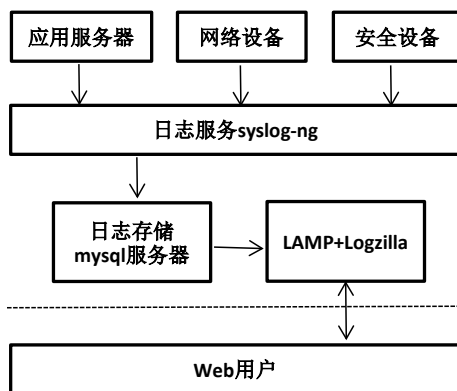 应用服务器
网络设备
安全设备
日志服务syslog-ng
日志存储
mysql服务器
LAMP+Logzilla
Web用户